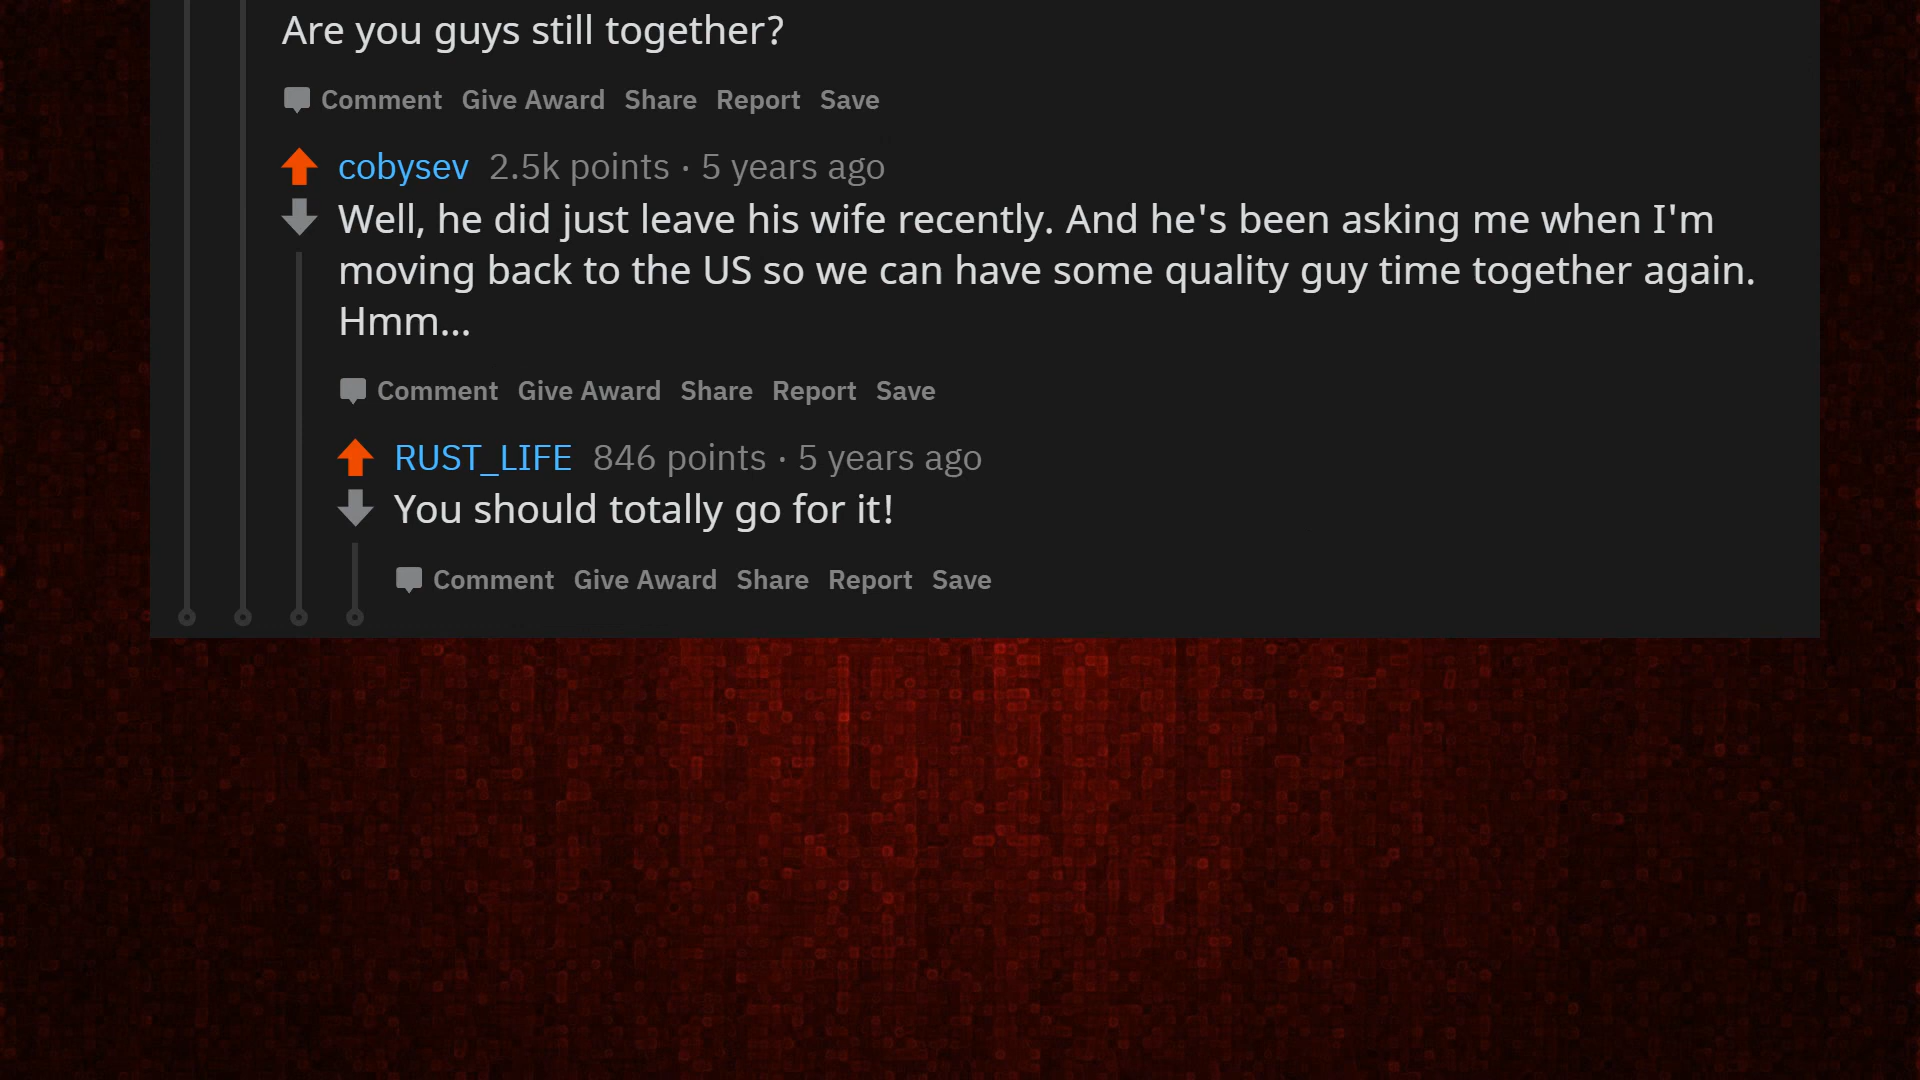 Are you guys still together?
Comment Give Award Share Report Save
cobysev 2.5k points · 5 years ago
Well, he did just leave his wife recently. And he's been asking me when I'm
moving back to the US so we can have some quality guy time together again.
Hmm...
Comment Give Award Share Report Save
RUST_LIFE 846 points · 5 years ago
You should totally go for it!
Comment Give Award Share Report Save